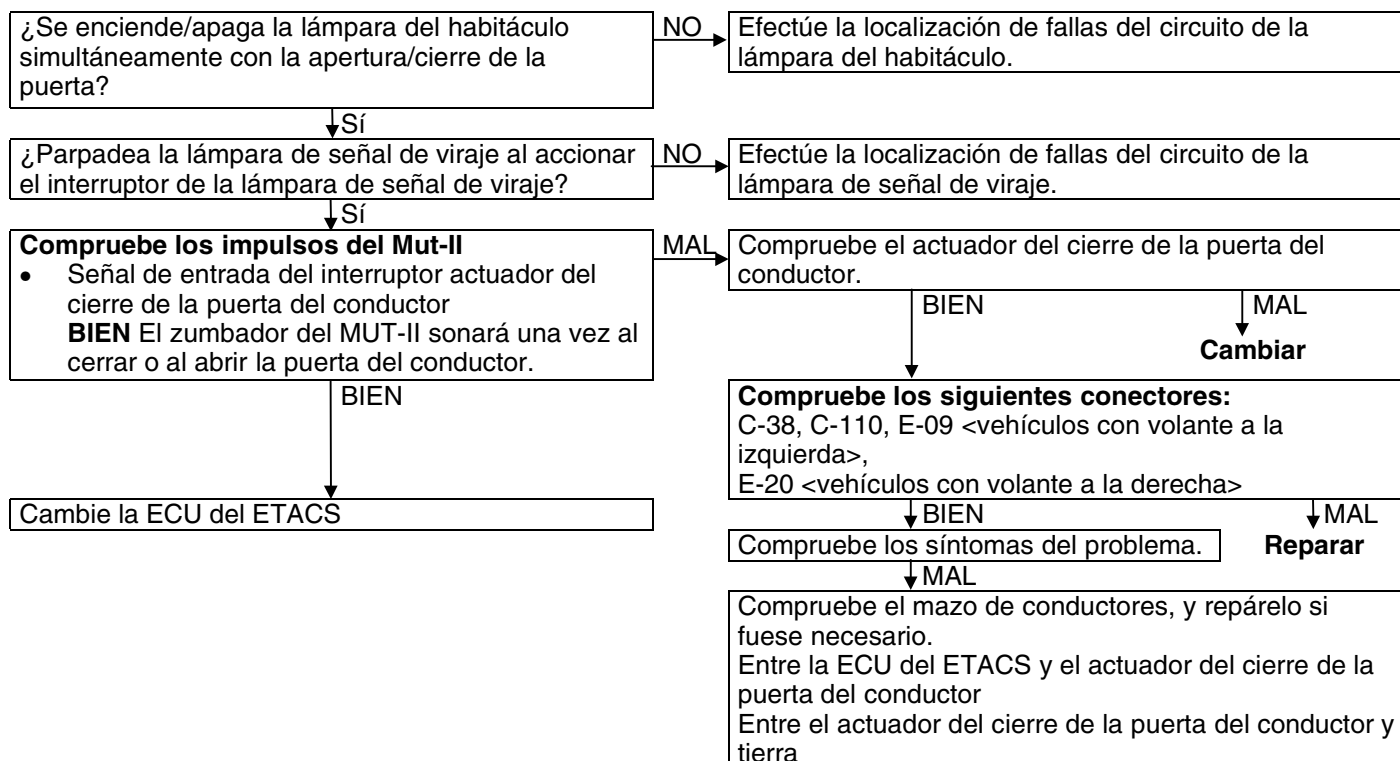 ¿Se enciende/apaga la lámpara del habitáculo
simultáneamente con la apertura/cierre de la
puerta?
NO
Efectúe la localización de fallas del circuito de la
lámpara del habitáculo.
Sí
¿Parpadea la lámpara de señal de viraje al accionar
el interruptor de la lámpara de señal de viraje?
NO
Efectúe la localización de fallas del circuito de la
lámpara de señal de viraje.
Sí
Compruebe los impulsos del Mut-II
• Señal de entrada del interruptor actuador del
cierre de la puerta del conductor
BIEN El zumbador del MUT-II sonará una vez al
cerrar o al abrir la puerta del conductor.
MAL
Compruebe el actuador del cierre de la puerta del
conductor.
BIEN
MAL
Cambiar
BIEN
Cambie la ECU del ETACS
Compruebe los siguientes conectores:
C-38, C-110, E-09 <vehículos con volante a la
izquierda>,
E-20 <vehículos con volante a la derecha>
BIEN
MAL
Compruebe los síntomas del problema.
Reparar
MAL
Compruebe el mazo de conductores, y repárelo si
fuese necesario.
Entre la ECU del ETACS y el actuador del cierre de la
puerta del conductor
Entre el actuador del cierre de la puerta del conductor y
tierra